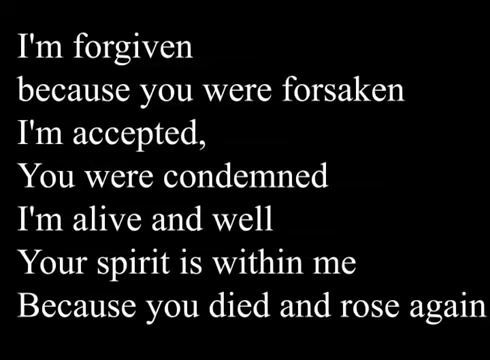 I'm forgiven
because you were forsaken
I'm accepted,
You were condemned
I'm alive and well
Your spirit is within me
Because you died and rose again